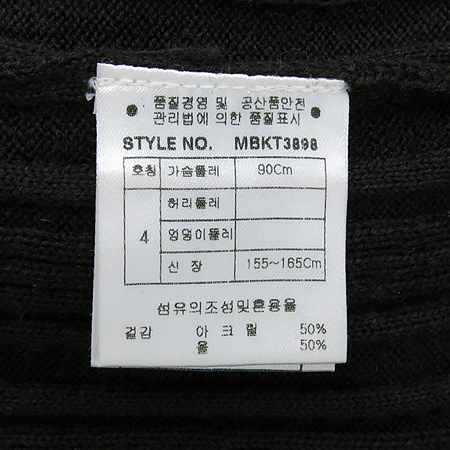 품질경영 및 공산품안전
관리법에 의한 품질표시
STYLE NO. MBKT3898
호칭 가슴둘레 90Cm
허리둘레
4 엉덩이둘레
신 장 155~165Cm
섬유의조성및혼용율
겉감 아 크 릴 50%
울 50%